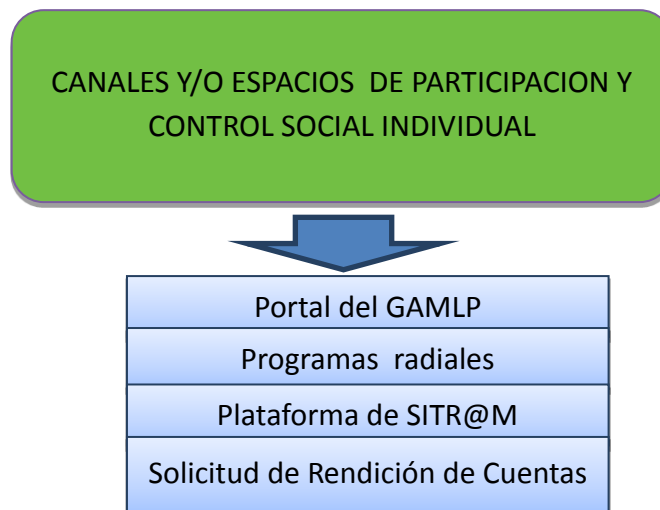 CANALES Y/O ESPACIOS DE PARTICIPACION Y
CONTROL SOCIAL INDIVIDUAL
Portal del GAMLP
Programas radiales
Plataforma de SITR@M
Solicitud de Rendición de Cuentas